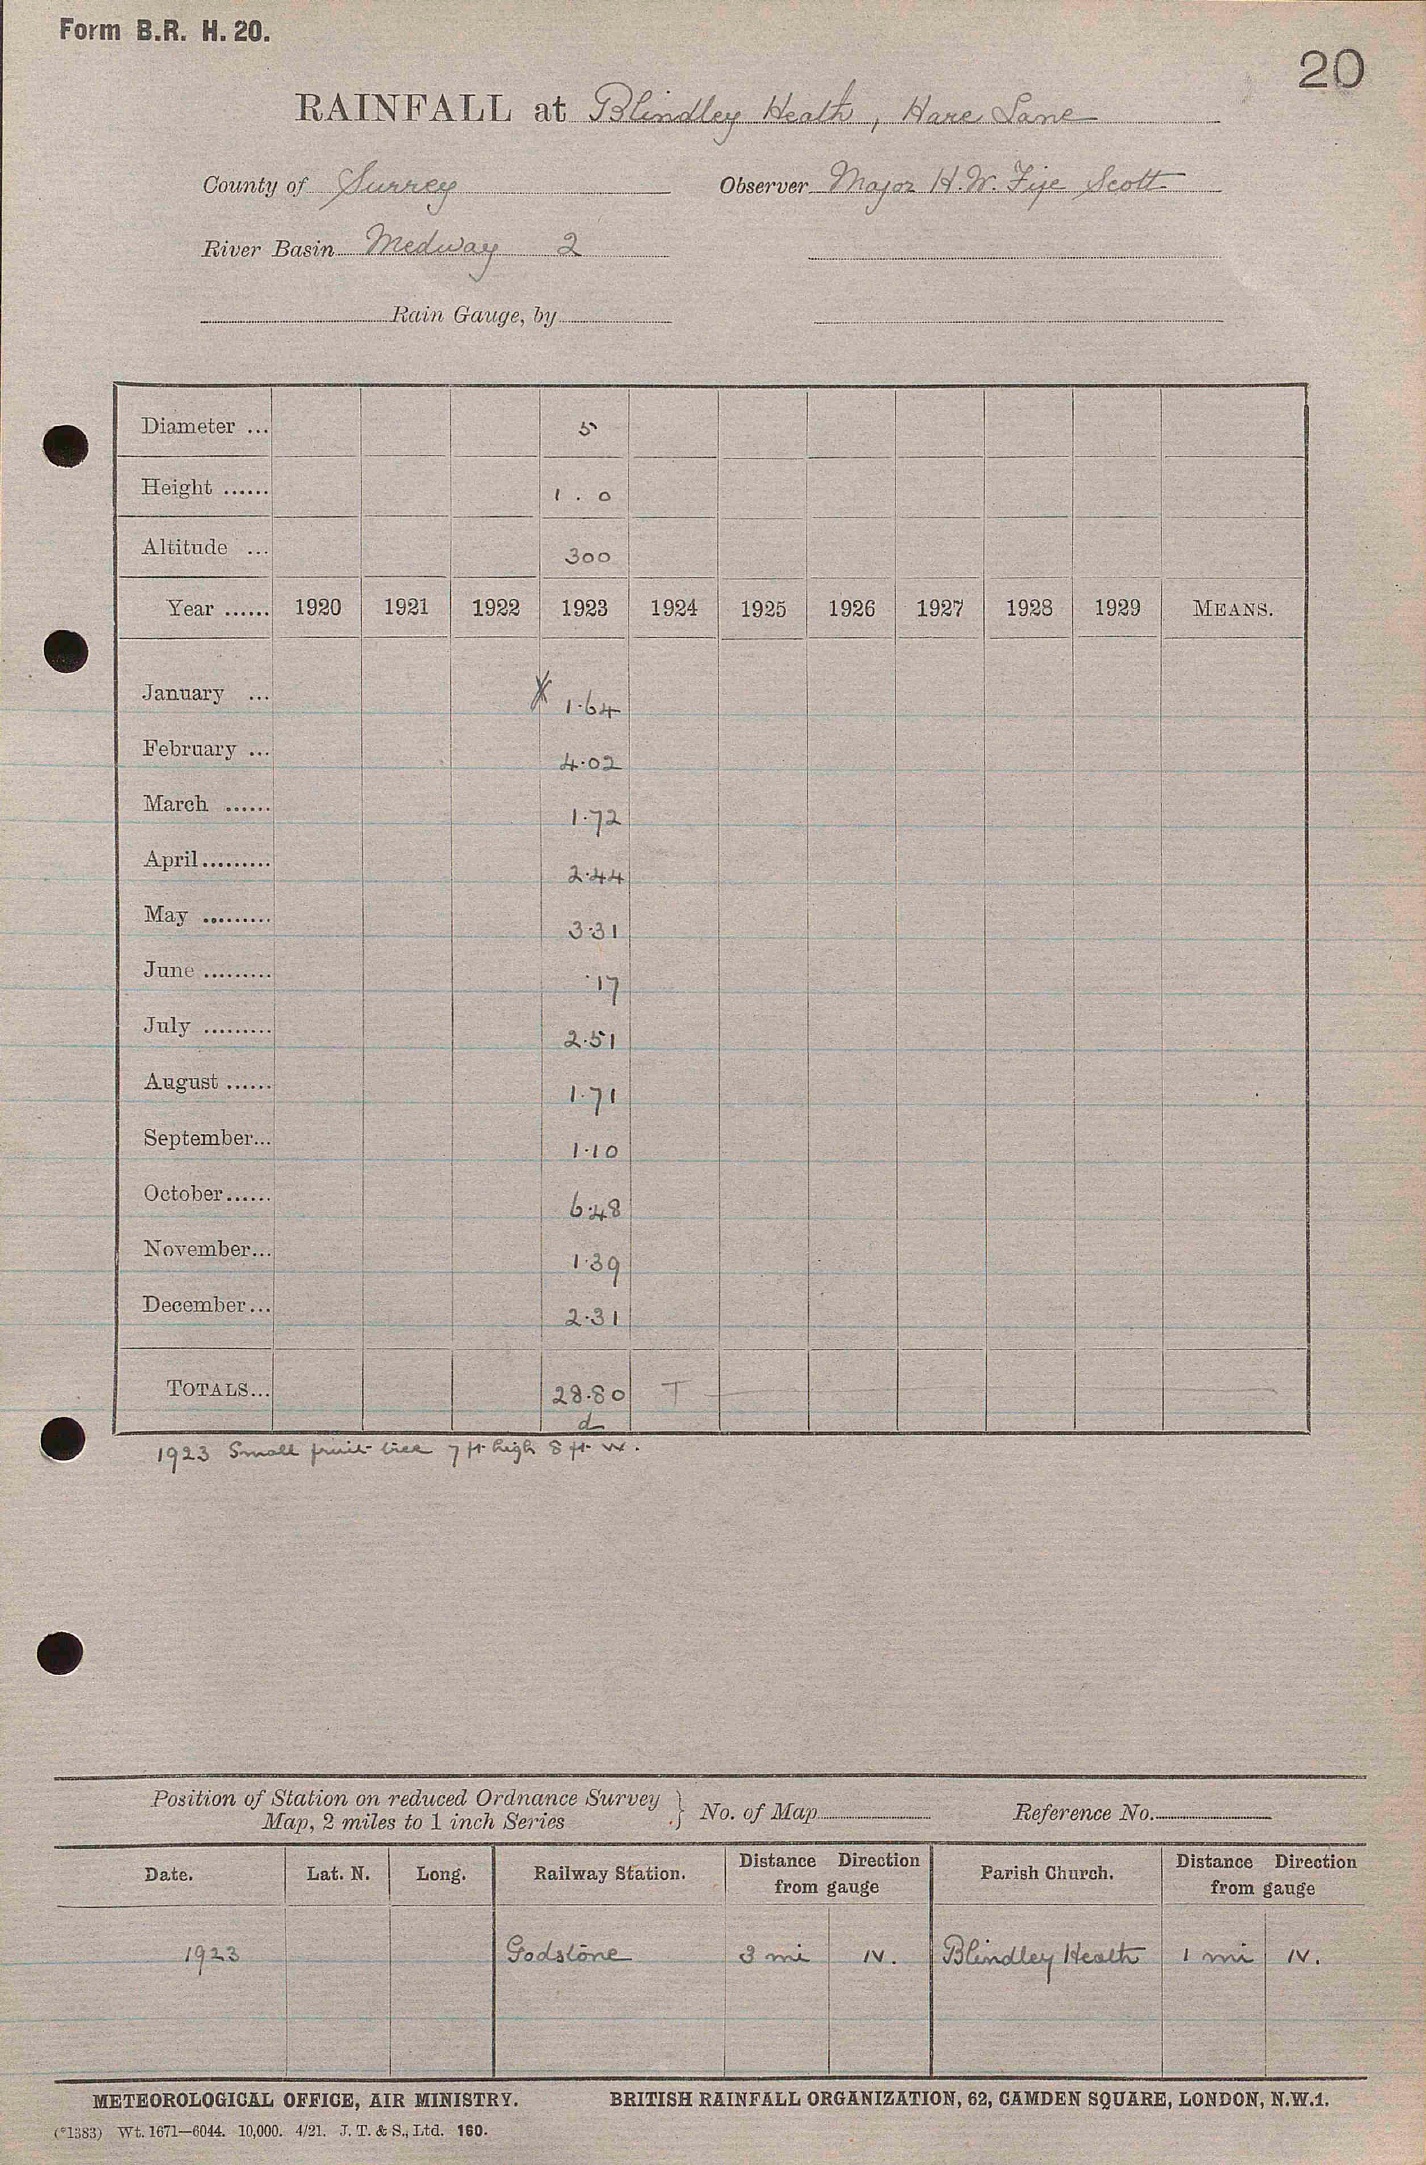 Form B.R. H. 20.
20
RAINFALL at Blindley Heath, Hare Lane
County of Surrey Observer Major H.W. Fye Scott
River Basin Medway 2
Rain Gauge, by
Diameter ... 5
Height ...... 1 . 0
Altitude ... 300
Year ...... 1920 1921 1922 1923 1924 1925 1926 1927 1928 1929 MEANS.
January ... X 1.64
February ... 4.02
March ...... 1.72
April ......... 2.44
May ......... 3.31
June ......... .17
July ......... 2.51
August ...... 1.71
September... 1.10
October...... 6.48
November... 1.39
December... 2.31
TOTALS... 28.80 T
d
1923 Small fruit tree 7 ft high 8 ft W.
Position of Station on reduced Ordnance Survey
Map, 2 miles to 1 inch Series } No. of Map Reference No.
Date. Lat. N. Long. Railway Station. Distance Direction from gauge Parish Church. Distance Direction from gauge
1923 Godstone 3 mi N. Blindley Heath 1 mi N.
METEOROLOGICAL OFFICE, AIR MINISTRY. BRITISH RAINFALL ORGANIZATION, 62, CAMDEN SQUARE, LONDON, N.W.1.
(*1383) Wt. 1671—6044. 10,000. 4/21. J. T. & S., Ltd. 160.